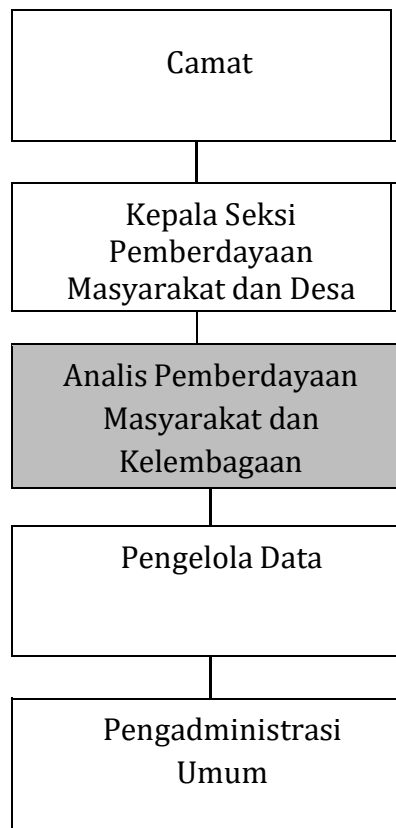 Camat
Kepala Seksi
Pemberdayaan
Masyarakat dan Desa
Analis Pemberdayaan
Masyarakat dan
Kelembagaan
Pengelola Data
Pengadministrasi
Umum